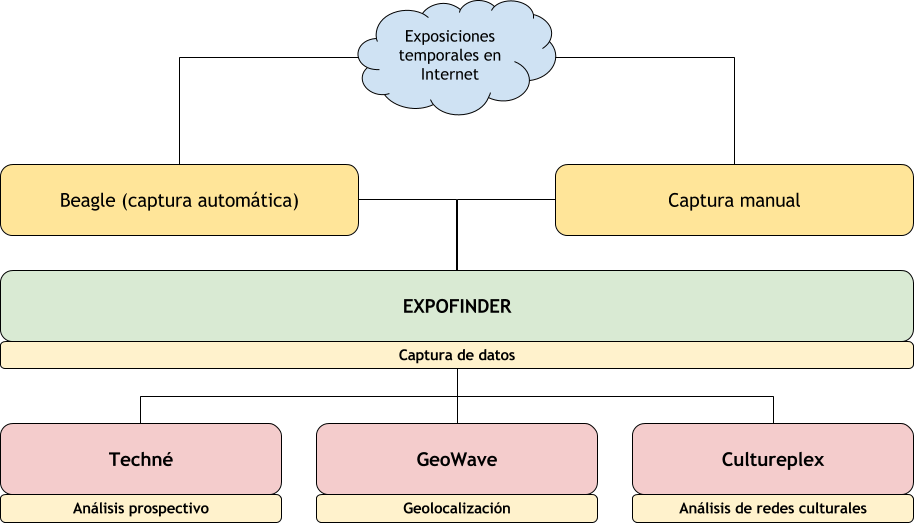 Exposiciones
temporales en
Internet
Beagle (captura automática)
Captura manual
EXPOFINDER
Captura de datos
Techné
GeoWave
Cultureplex
Análisis prospectivo
Geolocalización
Análisis de redes culturales